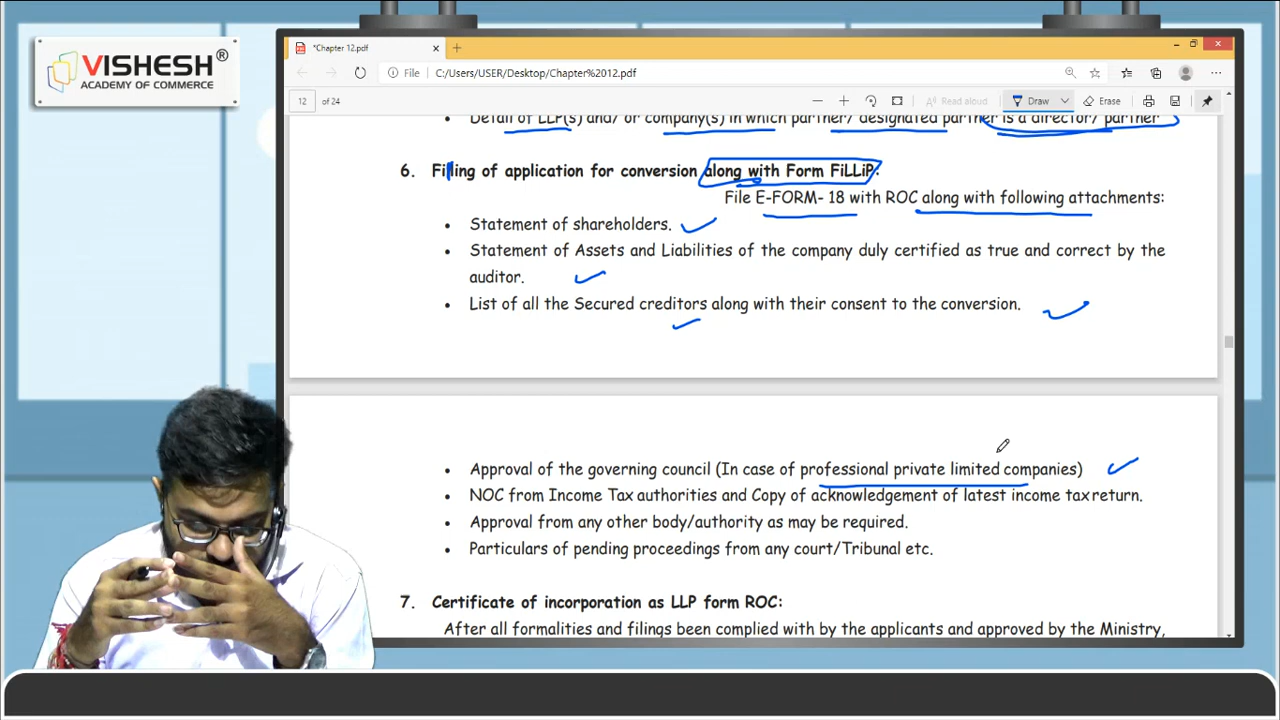 VISHESH®
ACADEMY OF COMMERCE
*Chapter 12.pdf
File C:/Users/USER/Desktop/Chapter%2012.pdf
12 of 24
Read aloud Draw Erase
• Detail of LLP(s) and/ or company(s) in which partner/ designated partner is a director/ partner
6. Filling of application for conversion along with Form FiLLiP.
File E-FORM- 18 with ROC along with following attachments:
• Statement of shareholders.
• Statement of Assets and Liabilities of the company duly certified as true and correct by the
auditor.
• List of all the Secured creditors along with their consent to the conversion.
• Approval of the governing council (In case of professional private limited companies)
• NOC from Income Tax authorities and Copy of acknowledgement of latest income tax return.
• Approval from any other body/authority as may be required.
• Particulars of pending proceedings from any court/Tribunal etc.
7. Certificate of incorporation as LLP form ROC:
After all formalities and filings been complied with by the applicants and approved by the Ministry,